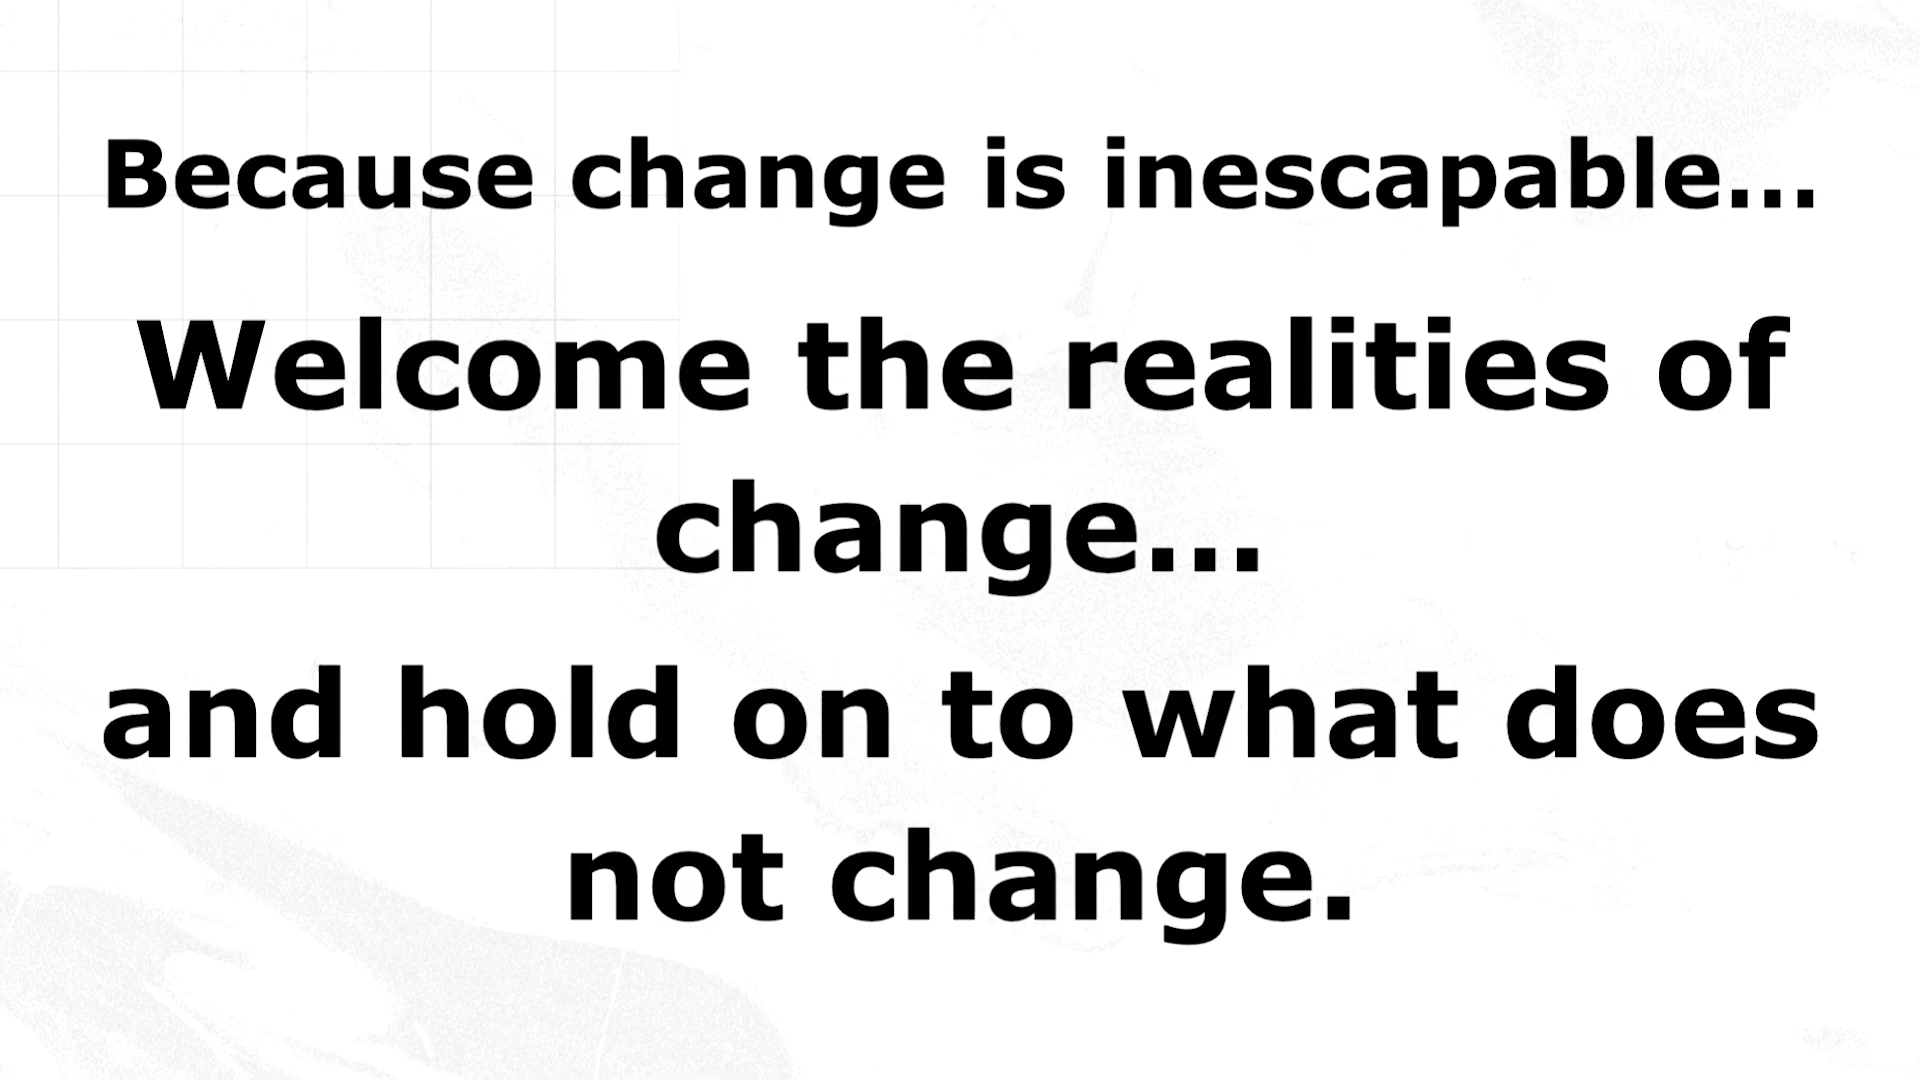 Because change is inescapable...
Welcome the realities of
change...
and hold on to what does
not change.